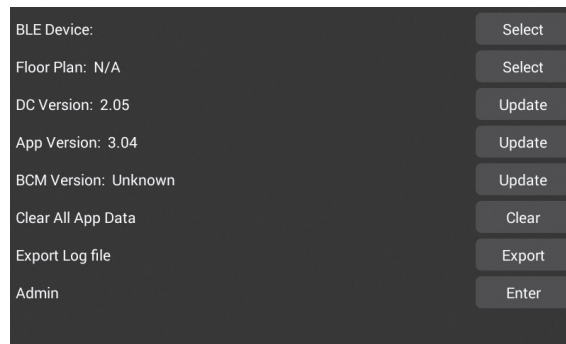 BLE Device: Select
Floor Plan: N/A Select
DC Version: 2.05 Update
App Version: 3.04 Update
BCM Version: Unknown Update
Clear All App Data Clear
Export Log file Export
Admin Enter